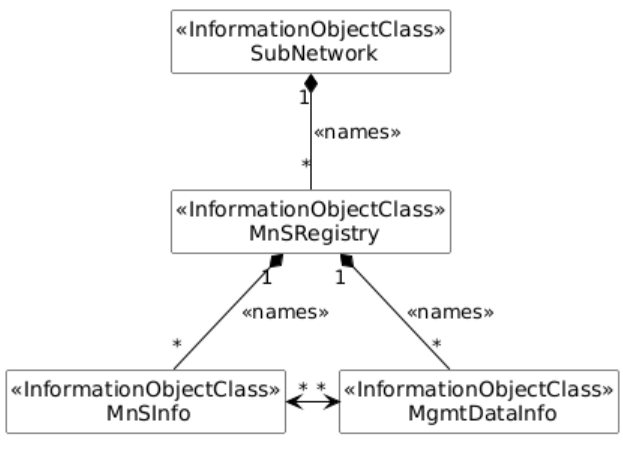 «InformationObjectClass»
SubNetwork
1
«names»
*
«InformationObjectClass»
MnSRegistry
1 1
«names» «names»
* *
«InformationObjectClass» * * «InformationObjectClass»
MnSInfo MgmtDataInfo